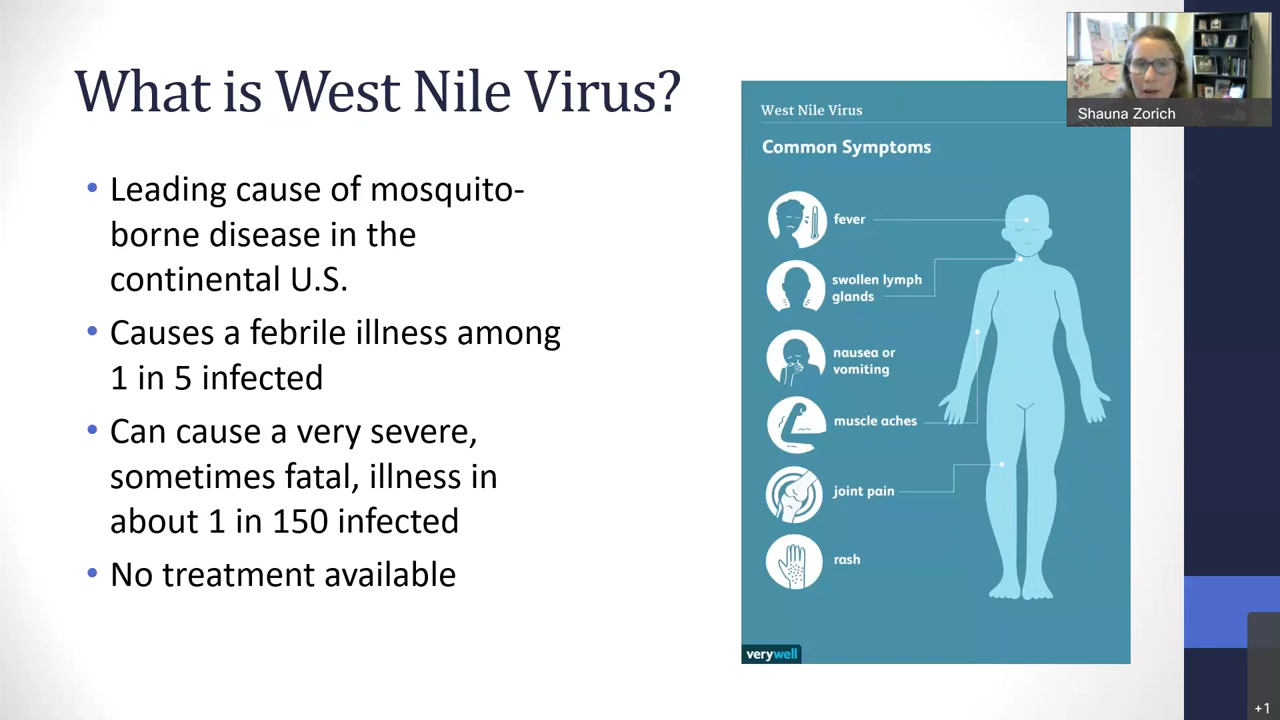 What is West Nile Virus?
• Leading cause of mosquito-
borne disease in the
continental U.S.
• Causes a febrile illness among
1 in 5 infected
• Can cause a very severe,
sometimes fatal, illness in
about 1 in 150 infected
• No treatment available
West Nile Virus
Common Symptoms
fever
swollen lymph
glands
nausea or
vomiting
muscle aches
joint pain
rash
verywell
Shauna Zorich
+1